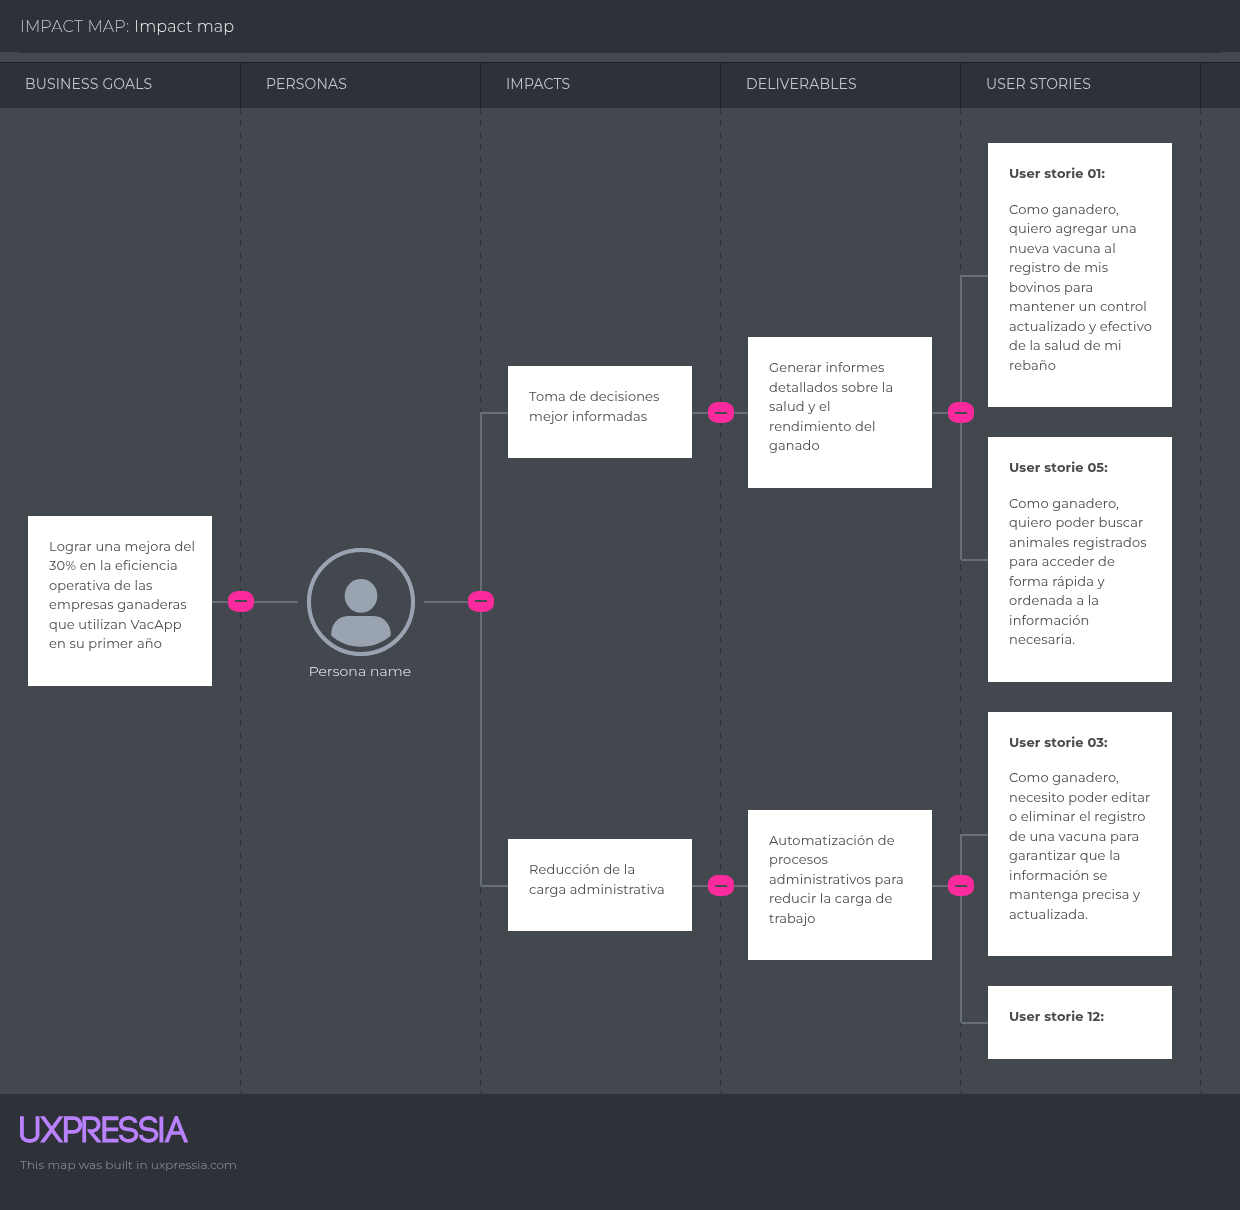 IMPACT MAP: Impact map
BUSINESS GOALS
PERSONAS
IMPACTS
DELIVERABLES
USER STORIES
Lograr una mejora del
30% en la eficiencia
operativa de las
empresas ganaderas
que utilizan VacApp
en su primer año
Persona name
Toma de decisiones
mejor informadas
Generar informes
detallados sobre la
salud y el
rendimiento del
ganado
User storie 01:
Como ganadero,
quiero agregar una
nueva vacuna al
registro de mis
bovinos para
mantener un control
actualizado y efectivo
de la salud de mi
rebaño
User storie 05:
Como ganadero,
quiero poder buscar
animales registrados
para acceder de
forma rápida y
ordenada a la
información
necesaria.
Reducción de la
carga administrativa
Automatización de
procesos
administrativos para
reducir la carga de
trabajo
User storie 03:
Como ganadero,
necesito poder editar
o eliminar el registro
de una vacuna para
garantizar que la
información se
mantenga precisa y
actualizada.
User storie 12:
UXPRESSIA
This map was built in uxpressia.com